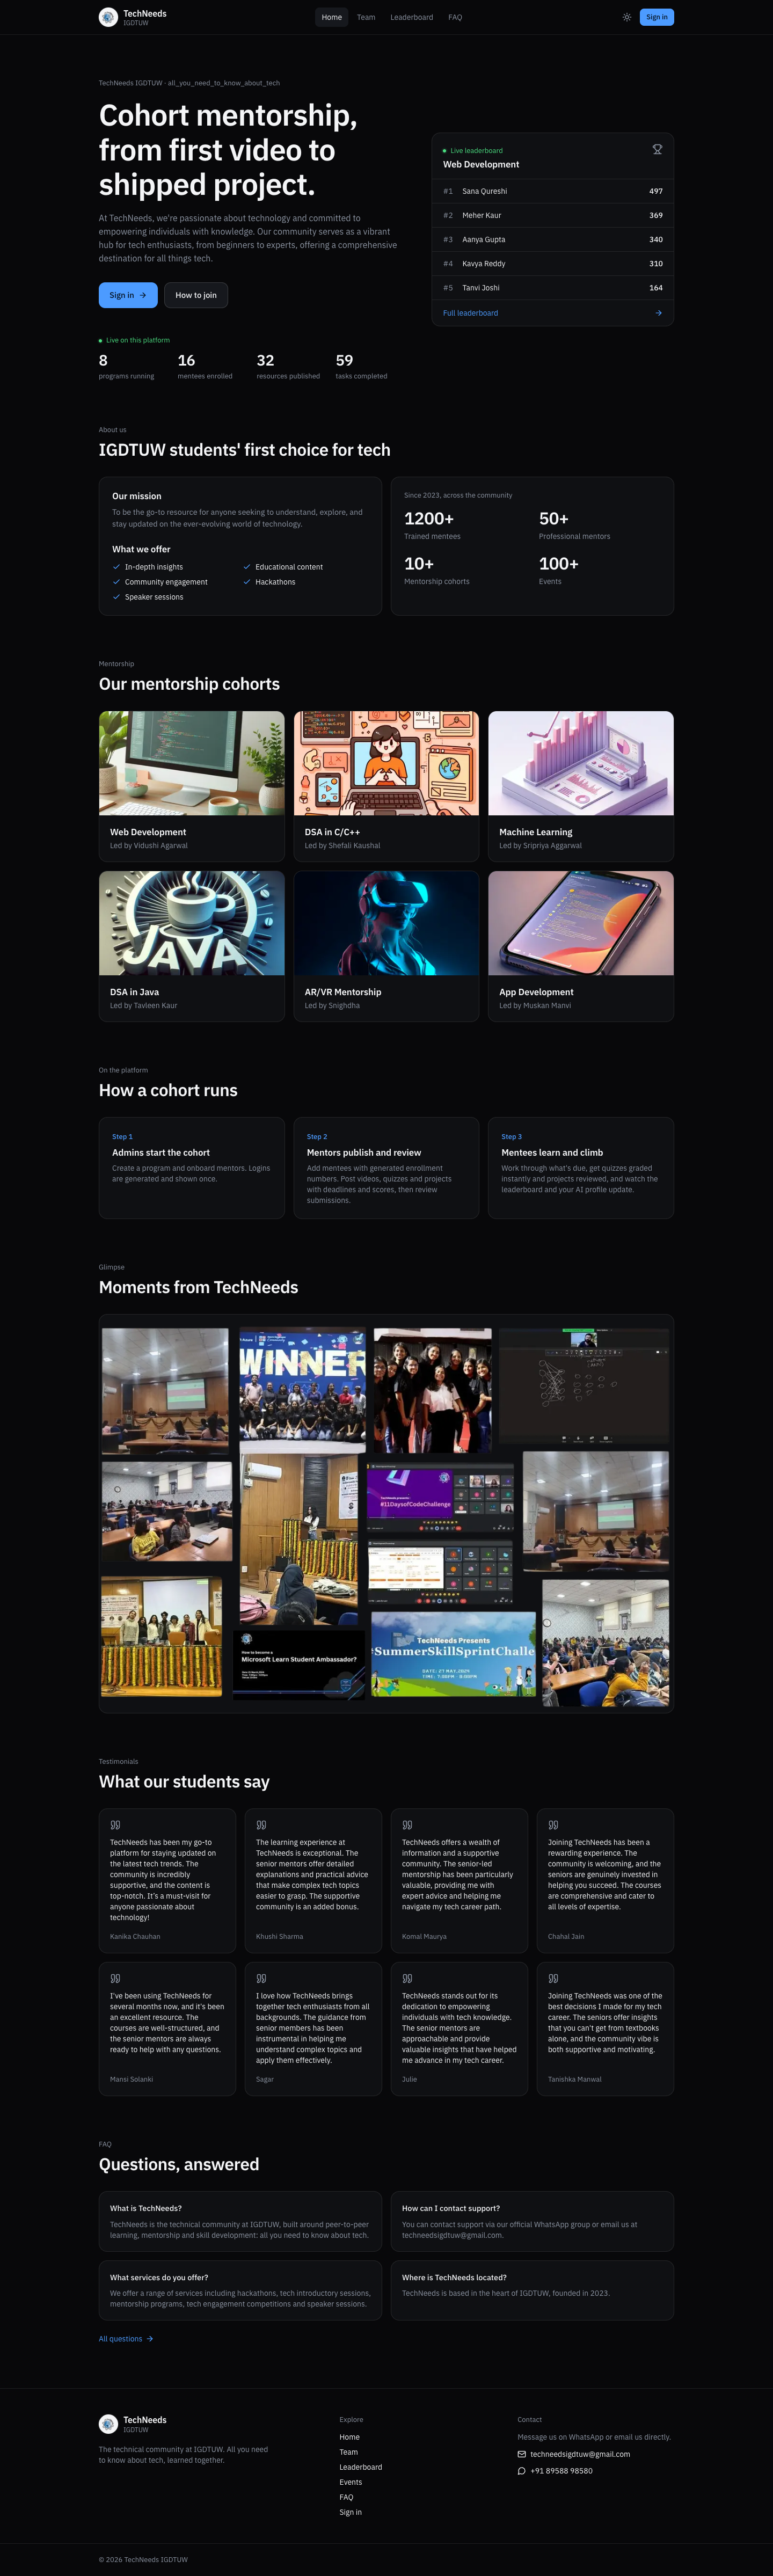 TechNeeds
IGDTUW
Home
Team
Leaderboard
FAQ
Sign in
TechNeeds IGDTUW · all_you_need_to_know_about_tech
Cohort mentorship,
from first video to
shipped project.
At TechNeeds, we're passionate about technology and committed to
empowering individuals with knowledge. Our community serves as a vibrant
hub for tech enthusiasts, from beginners to experts, offering a comprehensive
destination for all things tech.
Sign in
How to join
Live on this platform
8
programs running
16
mentees enrolled
32
resources published
59
tasks completed
Live leaderboard
Web Development
#1 Sana Qureshi 497
#2 Meher Kaur 369
#3 Aanya Gupta 340
#4 Kavya Reddy 310
#5 Tanvi Joshi 164
Full leaderboard
About us
IGDTUW students' first choice for tech
Our mission
To be the go-to resource for anyone seeking to understand, explore, and
stay updated on the ever-evolving world of technology.
What we offer
In-depth insights
Educational content
Community engagement
Hackathons
Speaker sessions
Since 2023, across the community
1200+
Trained mentees
50+
Professional mentors
10+
Mentorship cohorts
100+
Events
Mentorship
Our mentorship cohorts
Web Development
Led by Vidushi Agarwal
DSA in C/C++
Led by Shefali Kaushal
Machine Learning
Led by Sripriya Aggarwal
JAVA
DSA in Java
Led by Tavleen Kaur
AR/VR Mentorship
Led by Snighdha
App Development
Led by Muskan Manvi
On the platform
How a cohort runs
Step 1
Admins start the cohort
Create a program and onboard mentors. Logins
are generated and shown once.
Step 2
Mentors publish and review
Add mentees with generated enrollment
numbers. Post videos, quizzes and projects
with deadlines and scores, then review
submissions.
Step 3
Mentees learn and climb
Work through what's due, get quizzes graded
instantly and projects reviewed, and watch the
leaderboard and your AI profile update.
Glimpse
Moments from TechNeeds
WINNER
#11DaysofCodeChallenge
How to become a
Microsoft Learn Student Ambassador?
TechNeeds Presents
#SummerSkillSprintChalle
DATE: 27 MAY,2024
Testimonials
What our students say
TechNeeds has been my go-to
platform for staying updated on
the latest tech trends. The
community is incredibly
supportive, and the content is
top-notch. It's a must-visit for
anyone passionate about
technology!
Kanika Chauhan
The learning experience at
TechNeeds is exceptional. The
senior mentors offer detailed
explanations and practical advice
that make complex tech topics
easier to grasp. The supportive
community is an added bonus.
Khushi Sharma
TechNeeds offers a wealth of
information and a supportive
community. The senior-led
mentorship has been particularly
valuable, providing me with
expert advice and helping me
navigate my tech career path.
Komal Maurya
Joining TechNeeds has been a
rewarding experience. The
community is welcoming, and the
seniors are genuinely invested in
helping you succeed. The courses
are comprehensive and cater to
all levels of expertise.
Chahal Jain
I've been using TechNeeds for
several months now, and it's been
an excellent resource. The
courses are well-structured, and
the senior mentors are always
ready to help with any questions.
Mansi Solanki
I love how TechNeeds brings
together tech enthusiasts from all
backgrounds. The guidance from
senior members has been
instrumental in helping me
understand complex topics and
apply them effectively.
Sagar
TechNeeds stands out for its
dedication to empowering
individuals with tech knowledge.
The senior mentors are
approachable and provide
valuable insights that have helped
me advance in my tech career.
Julie
Joining TechNeeds was one of the
best decisions I made for my tech
career. The seniors offer insights
that you can't get from textbooks
alone, and the community vibe is
both supportive and motivating.
Tanishka Manwal
FAQ
Questions, answered
What is TechNeeds?
TechNeeds is the technical community at IGDTUW, built around peer-to-peer
learning, mentorship and skill development: all you need to know about tech.
How can I contact support?
You can contact support via our official WhatsApp group or email us at
techneedsigdtuw@gmail.com.
What services do you offer?
We offer a range of services including hackathons, tech introductory sessions,
mentorship programs, tech engagement competitions and speaker sessions.
Where is TechNeeds located?
TechNeeds is based in the heart of IGDTUW, founded in 2023.
All questions
TechNeeds
IGDTUW
The technical community at IGDTUW. All you need
to know about tech, learned together.
Explore
Home
Team
Leaderboard
Events
FAQ
Sign in
Contact
Message us on WhatsApp or email us directly.
techneedsigdtuw@gmail.com
+91 89588 98580
© 2026 TechNeeds IGDTUW